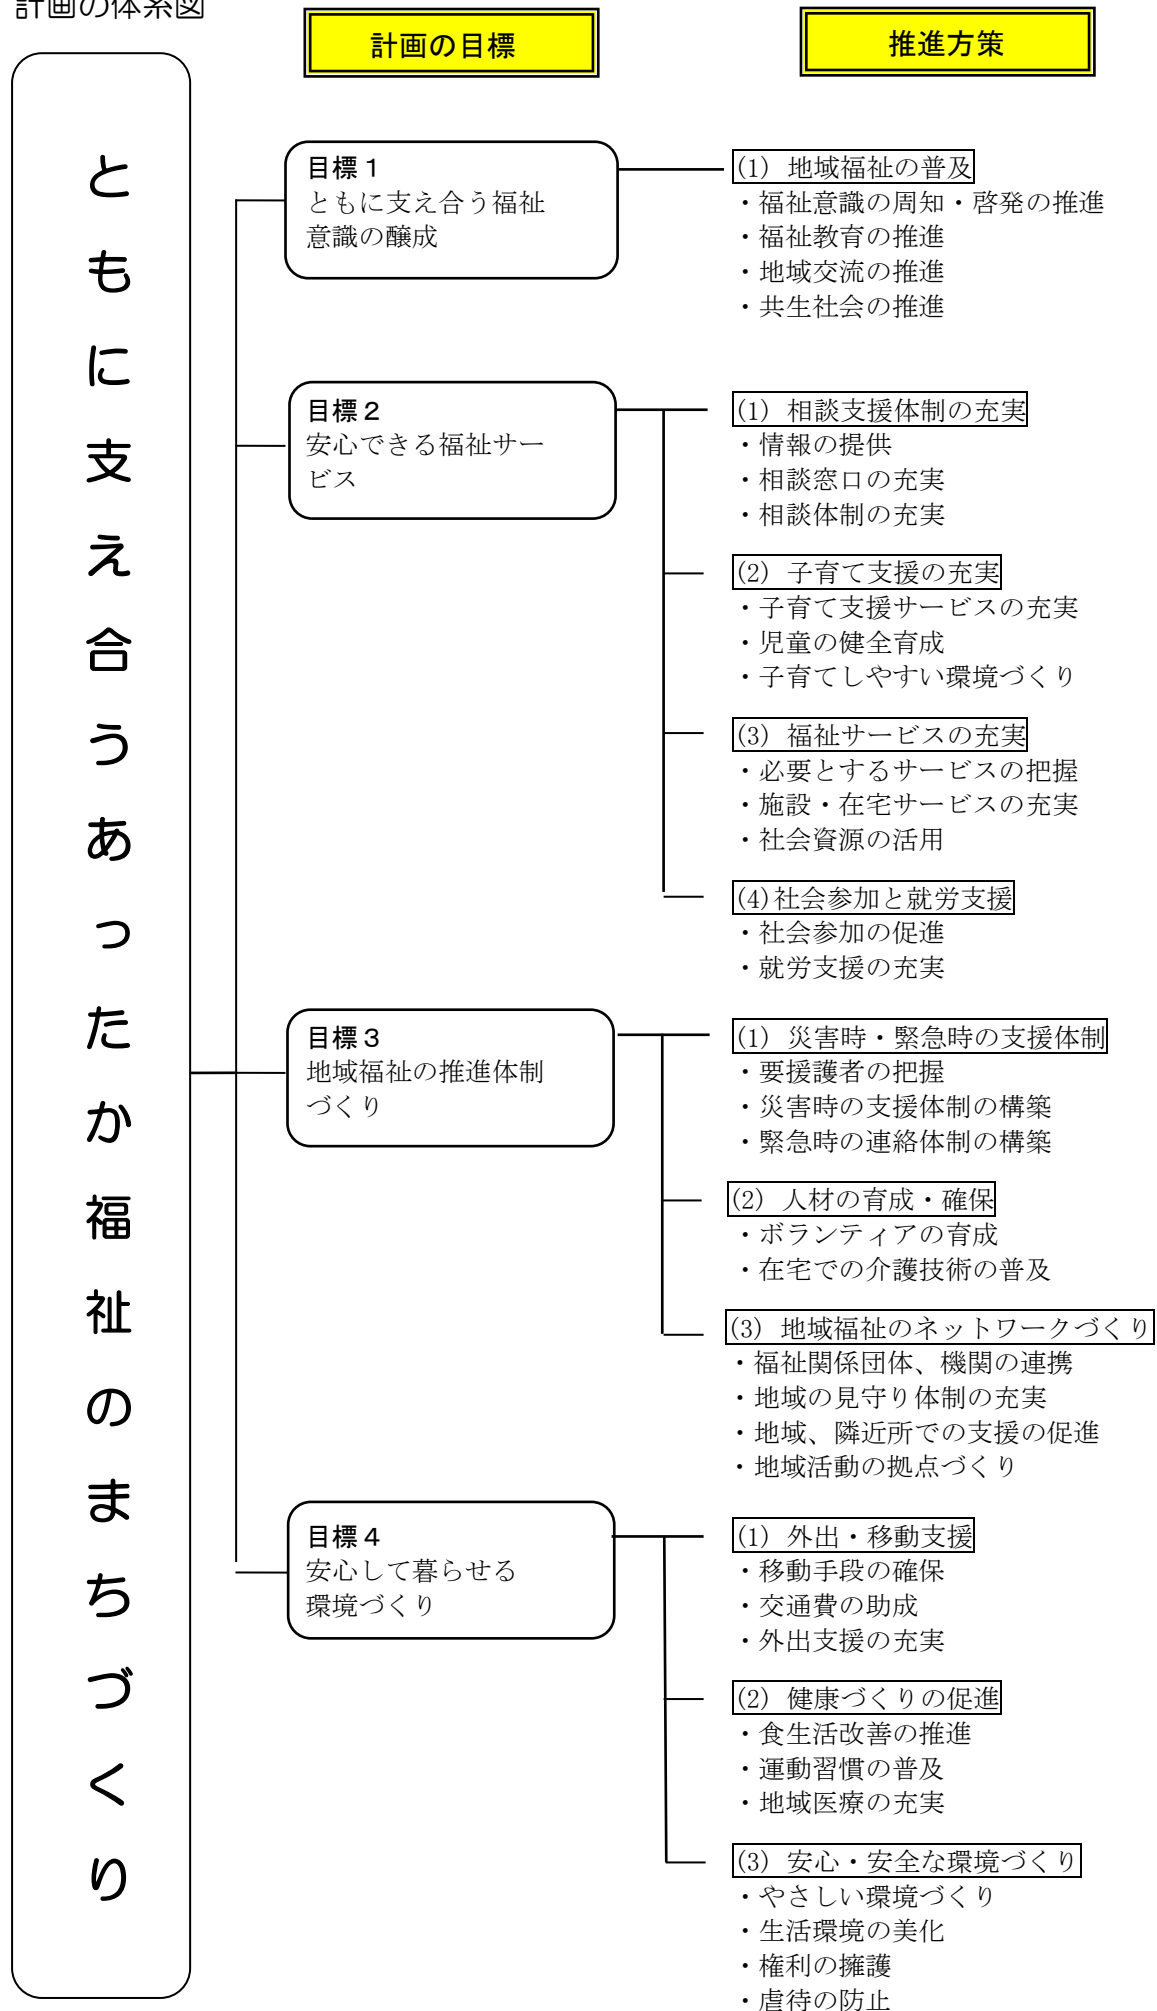 計画の体系図
計画の目標
推進方策
ともに支え合うあったか福祉のまちづくり
目標１
ともに支え合う福祉
意識の醸成
(1) 地域福祉の普及
・福祉意識の周知・啓発の推進
・福祉教育の推進
・地域交流の推進
・共生社会の推進
目標２
安心できる福祉サー
ビス
(1) 相談支援体制の充実
・情報の提供
・相談窓口の充実
・相談体制の充実
(2) 子育て支援の充実
・子育て支援サービスの充実
・児童の健全育成
・子育てしやすい環境づくり
(3) 福祉サービスの充実
・必要とするサービスの把握
・施設・在宅サービスの充実
・社会資源の活用
(4)社会参加と就労支援
・社会参加の促進
・就労支援の充実
目標３
地域福祉の推進体制
づくり
(1) 災害時・緊急時の支援体制
・要援護者の把握
・災害時の支援体制の構築
・緊急時の連絡体制の構築
(2) 人材の育成・確保
・ボランティアの育成
・在宅での介護技術の普及
(3) 地域福祉のネットワークづくり
・福祉関係団体、機関の連携
・地域の見守り体制の充実
・地域、隣近所での支援の促進
・地域活動の拠点づくり
目標４
安心して暮らせる
環境づくり
(1) 外出・移動支援
・移動手段の確保
・交通費の助成
・外出支援の充実
(2) 健康づくりの促進
・食生活改善の推進
・運動習慣の普及
・地域医療の充実
(3) 安心・安全な環境づくり
・やさしい環境づくり
・生活環境の美化
・権利の擁護
・虐待の防止